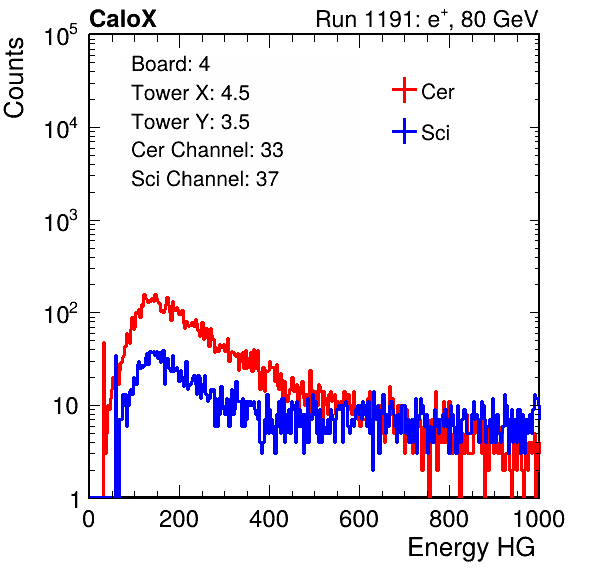 CaloX Run 1191: e⁺, 80 GeV
Counts
Board: 4
Tower X: 4.5
Tower Y: 3.5
Cer Channel: 33
Sci Channel: 37
Cer
Sci
10⁵
10⁴
10³
10²
10
1
0 200 400 600 800 1000
Energy HG